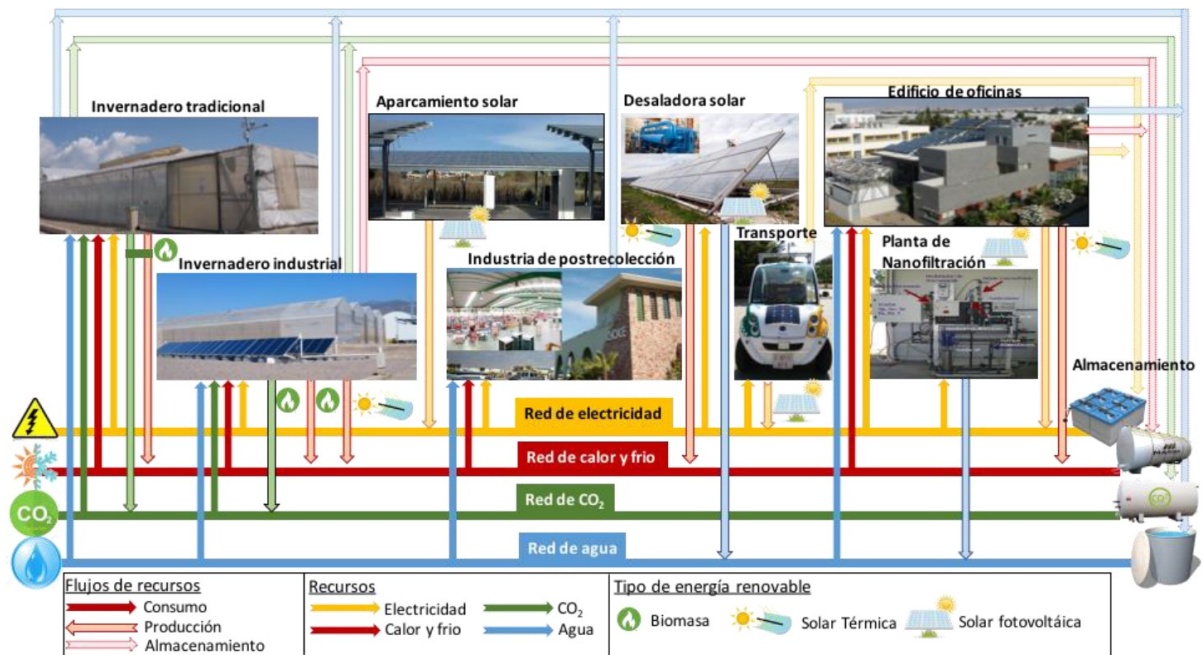 Invernadero tradicional
Aparcamiento solar
Desaladora solar
Edificio de oficinas
Invernadero industrial
Industria de postrecolección
Transporte
Planta de
Nanofiltración
Almacenamiento
Red de electricidad
Red de calor y frio
Red de CO₂
CO₂
Red de agua
Flujos de recursos
Consumo
Producción
Almacenamiento
Recursos
Electricidad
Calor y frio
CO₂
Agua
Tipo de energía renovable
Biomasa
Solar Térmica
Solar fotovoltáica